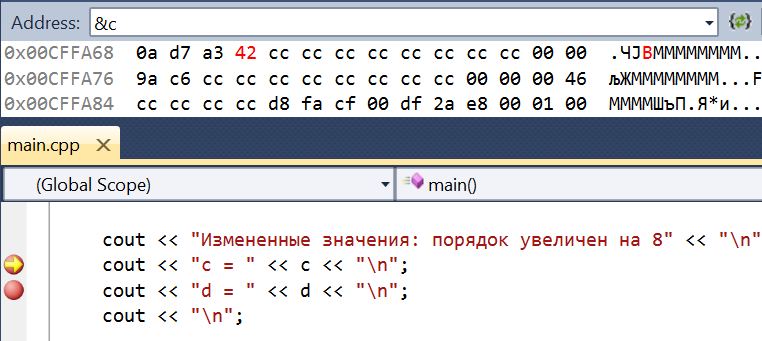 Address: &c
0x00CFFA68 0a d7 a3 42 cc cc cc cc cc cc cc cc 00 00 .ЧЈBММММММММ..
0x00CFFA76 9a c6 cc cc cc cc cc cc cc cc 00 00 00 46 љЖММММММММ...F
0x00CFFA84 cc cc cc cc d8 fa cf 00 df 2a e8 00 01 00 ММММШъП.Я*и...
main.cpp
(Global Scope) main()
cout << "Измененные значения: порядок увеличен на 8" << "\n"
cout << "c = " << c << "\n";
cout << "d = " << d << "\n";
cout << "\n";